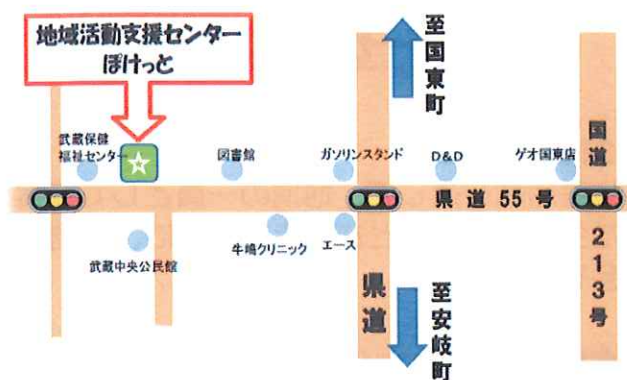 地域活動支援センター
ぽけっと
至国東町
国道
武蔵保健
福祉センター
図書館
ガソリンスタンド
D&D
ゲオ国東店
県道55号
213号
武蔵中央公民館
牛嶋クリニック
エース
県道
至安岐町